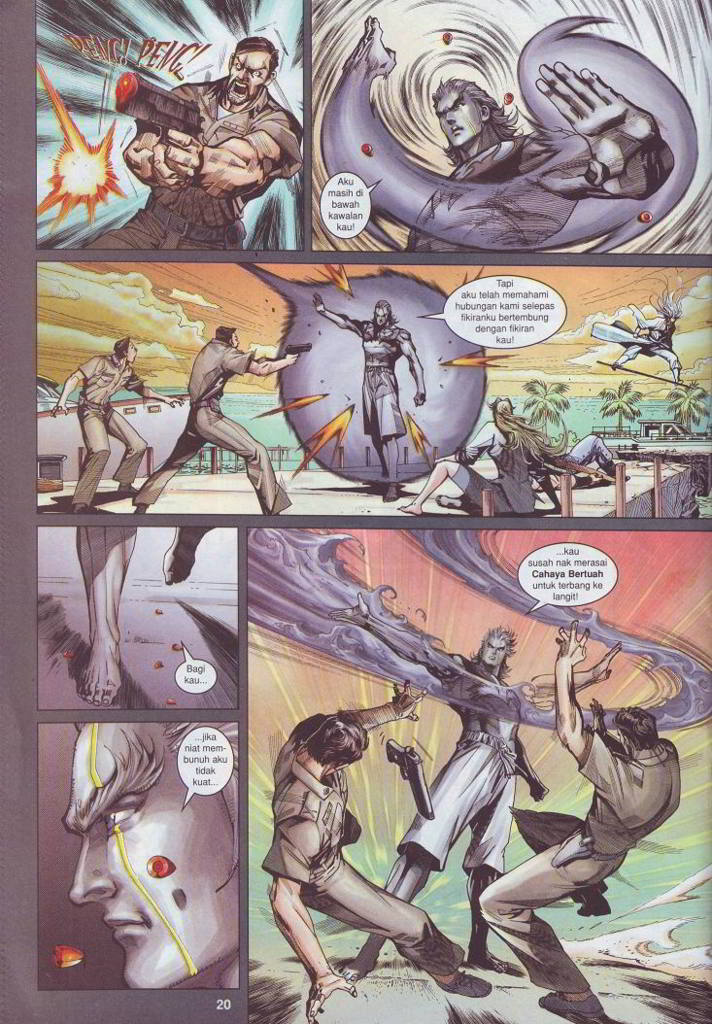 PENG! PENG!
Aku
masih di
bawah
kawalan
kau!
Tapi
aku telah memahami
hubungan kami selepas
fikiranku bertembung
dengan fikiran
kau!
Bagi
kau...
...jika
niat mem-
bunuh aku
tidak
kuat...
...kau
susah nak merasai
Cahaya Bertuah
untuk terbang ke
langit!
20